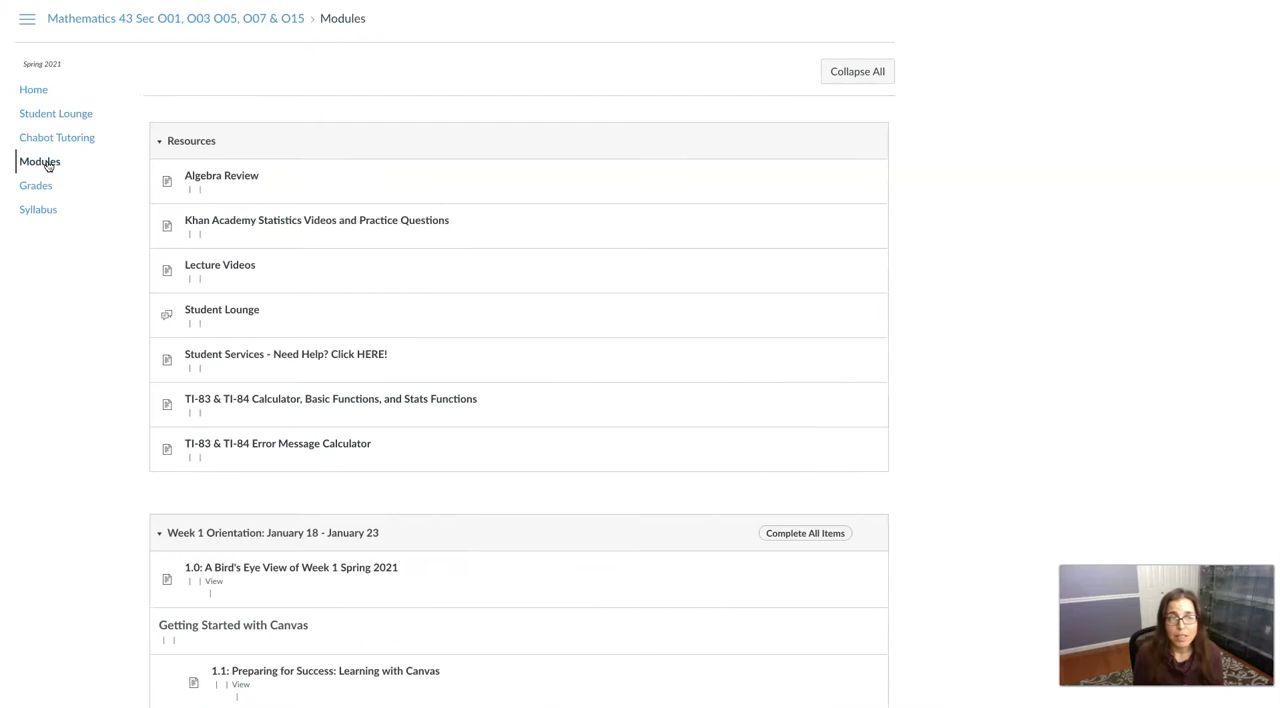 Mathematics 43 Sec O01, O03 O05, O07 & O15 › Modules
Spring 2021
Collapse All
Home
Student Lounge
Chabot Tutoring
Modules
Grades
Syllabus
Resources
Algebra Review
| |
Khan Academy Statistics Videos and Practice Questions
| |
Lecture Videos
| |
Student Lounge
| |
Student Services - Need Help? Click HERE!
| |
TI-83 & TI-84 Calculator, Basic Functions, and Stats Functions
| |
TI-83 & TI-84 Error Message Calculator
| |
Week 1 Orientation: January 18 - January 23
Complete All Items
1.0: A Bird's Eye View of Week 1 Spring 2021
| | View
|
Getting Started with Canvas
| |
1.1: Preparing for Success: Learning with Canvas
| | View
|